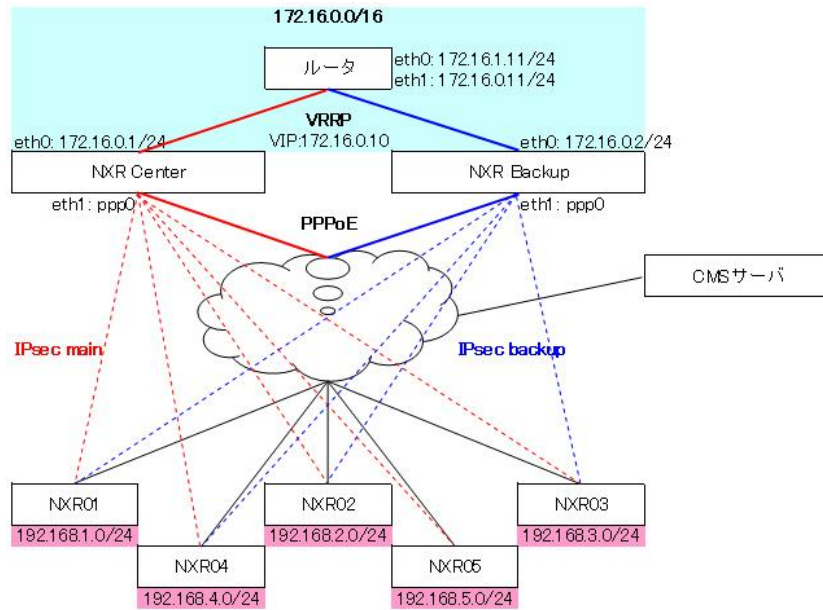 172.16.0.0/16
ルータ
eth0: 172.16.1.11/24
eth1: 172.16.0.11/24
VRRP
VIP:172.16.0.10
eth0: 172.16.0.1/24
eth0: 172.16.0.2/24
NXR Center
NXR Backup
eth1: ppp0
eth1: ppp0
PPPoE
CMSサーバ
IPsec main
IPsec backup
NXR01
NXR02
NXR03
192.168.1.0/24
192.168.2.0/24
192.168.3.0/24
NXR04
NXR05
192.168.4.0/24
192.168.5.0/24